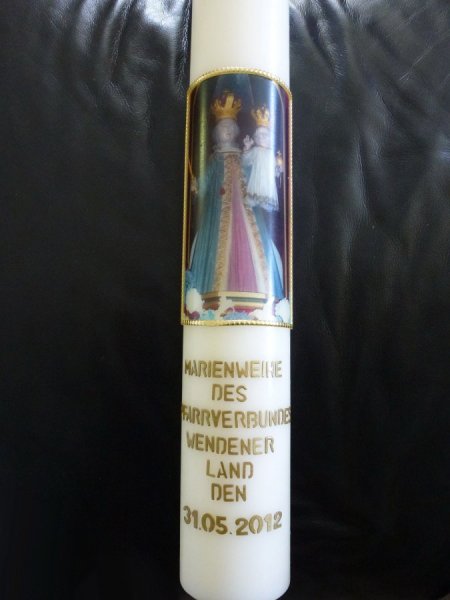 MARIENWEIHE
DES
PFARRVERBUNDES
WENDENER
LAND
DEN
31.05.2012